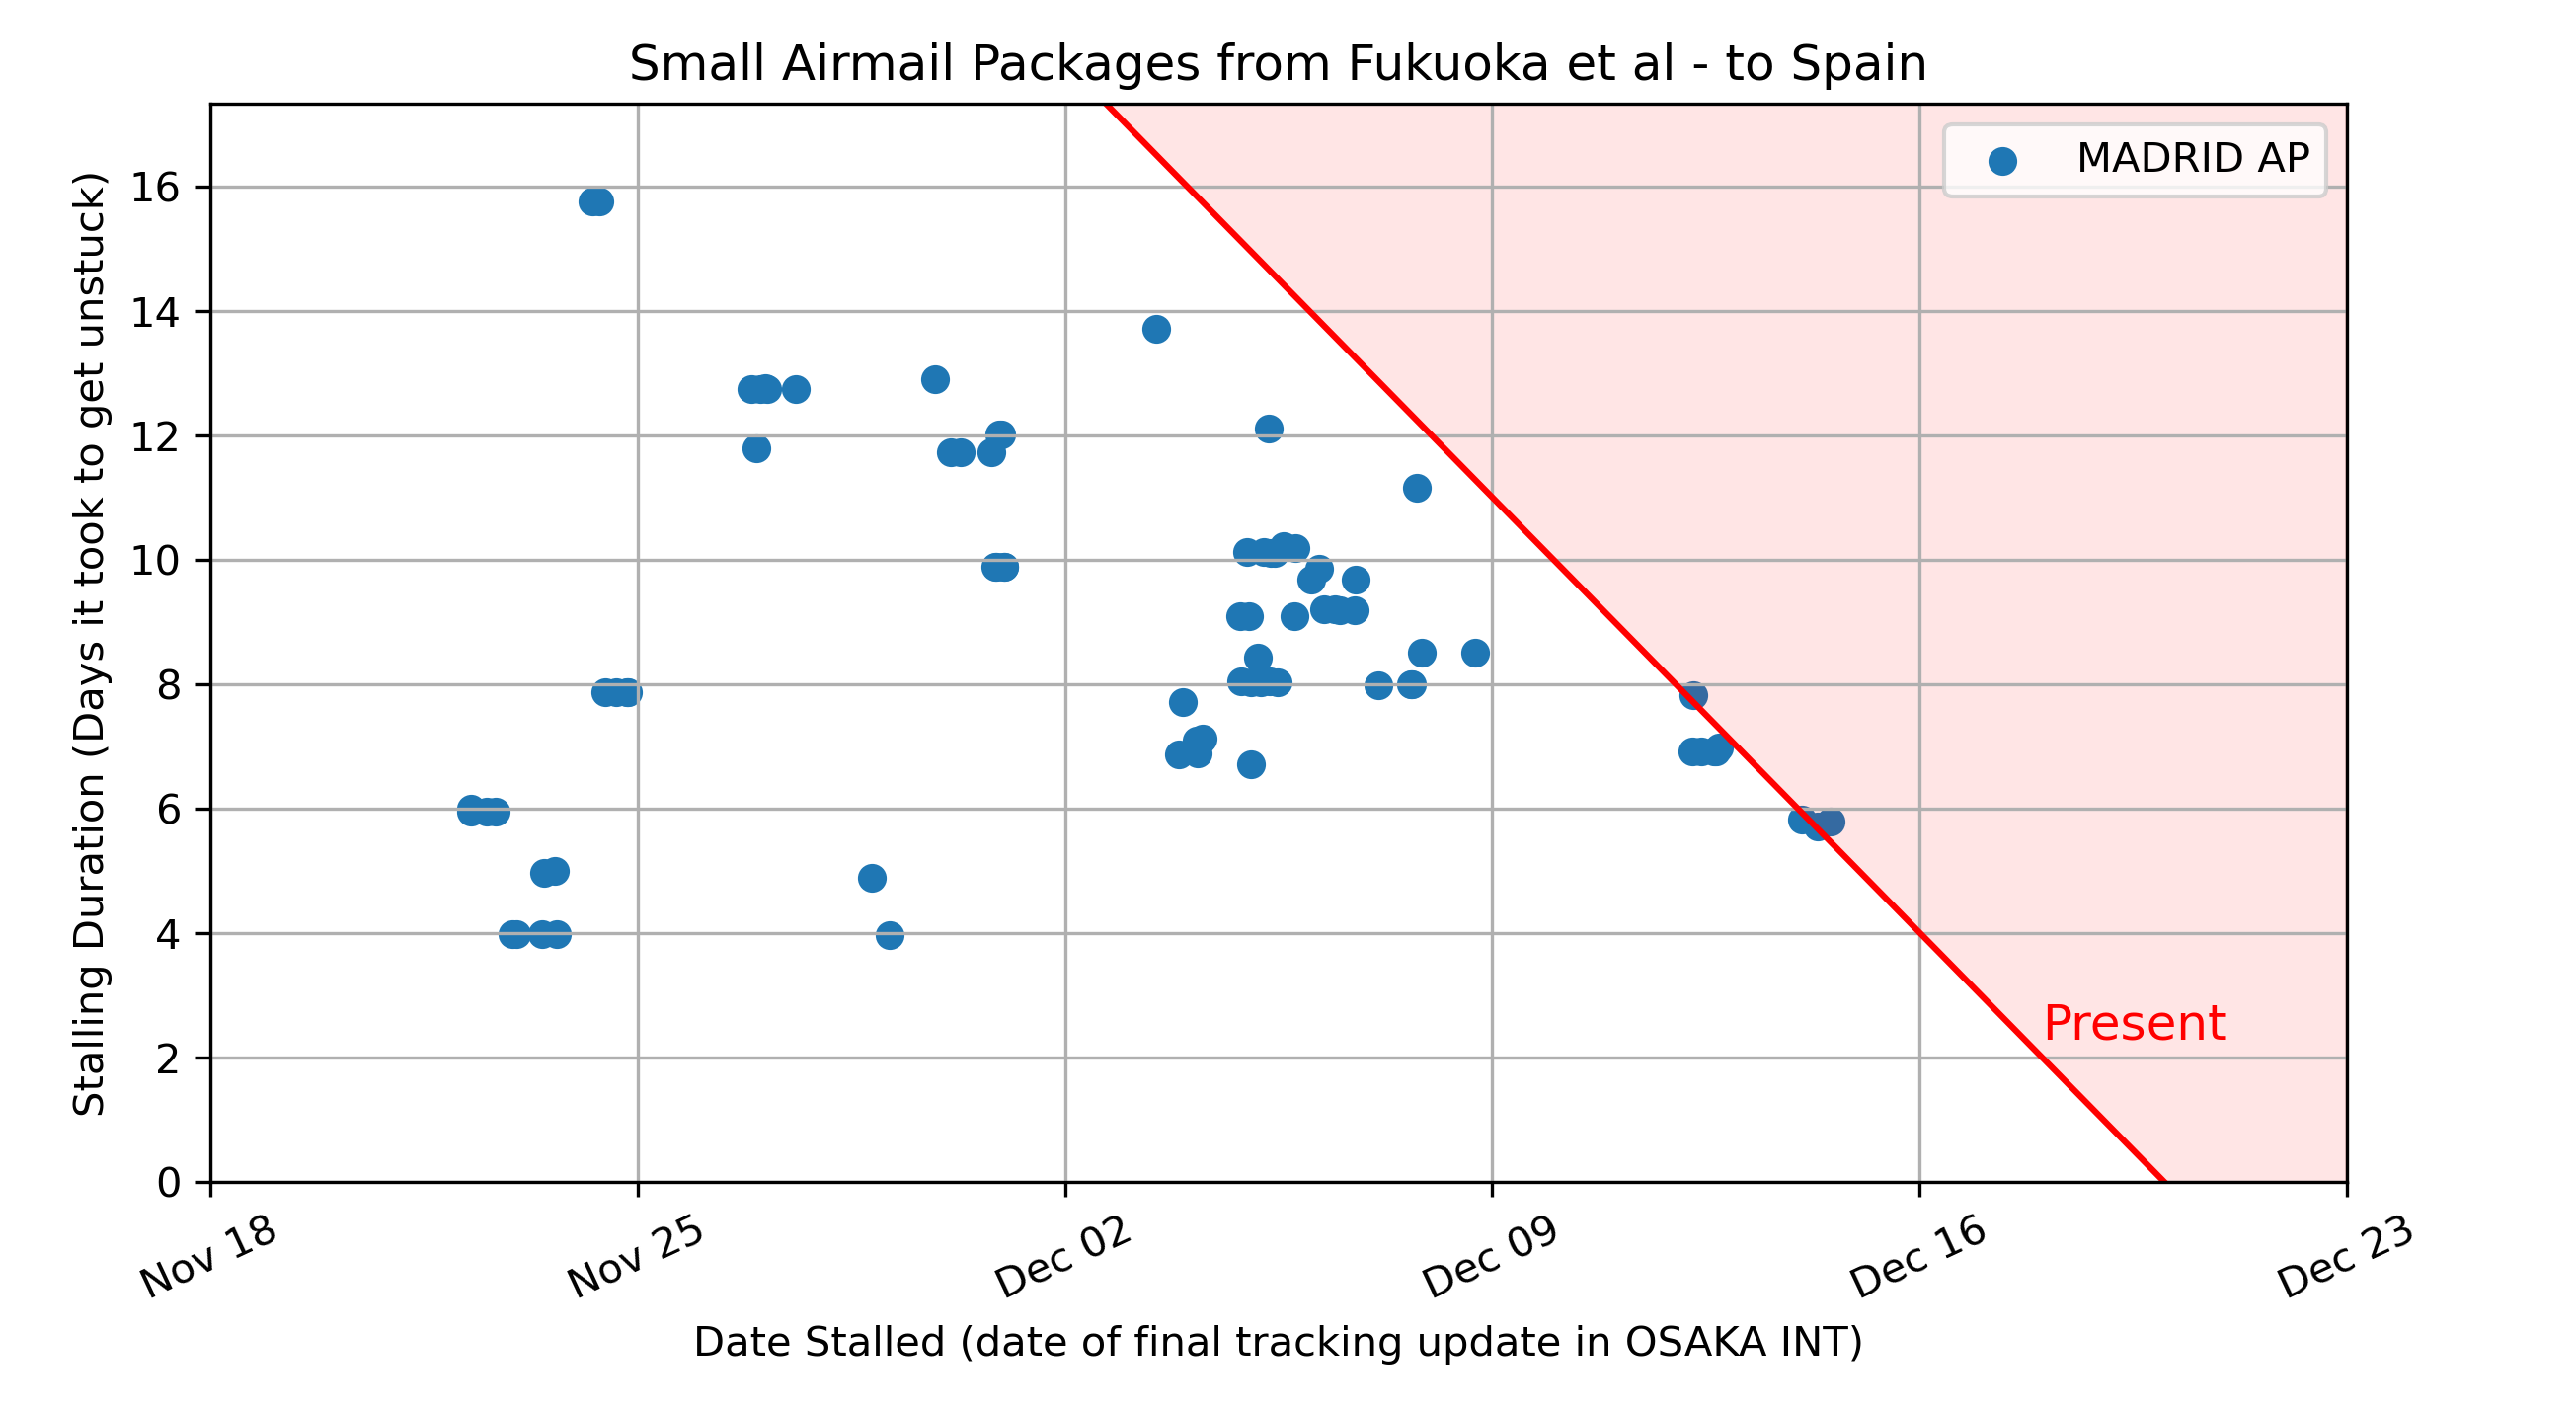 Small Airmail Packages from Fukuoka et al - to Spain
MADRID AP
Stalling Duration (Days it took to get unstuck)
16
14
12
10
8
6
4
2
0
Present
Nov 18
Nov 25
Dec 02
Dec 09
Dec 16
Dec 23
Date Stalled (date of final tracking update in OSAKA INT)